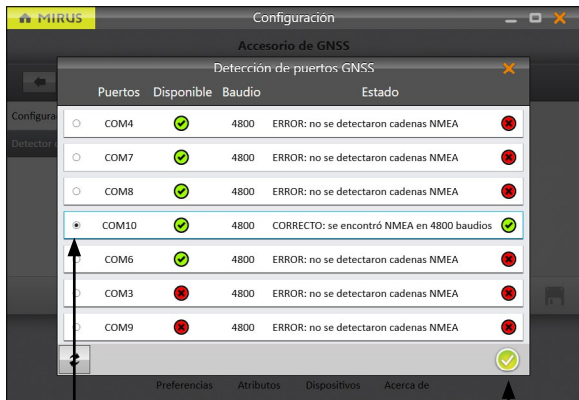 MIRUS
Configuración
Accesorio de GNSS
Detección de puertos GNSS
Puertos Disponible Baudio Estado
COM4 4800 ERROR: no se detectaron cadenas NMEA
COM7 4800 ERROR: no se detectaron cadenas NMEA
COM8 4800 ERROR: no se detectaron cadenas NMEA
COM10 4800 CORRECTO: se encontró NMEA en 4800 baudios
COM6 4800 ERROR: no se detectaron cadenas NMEA
COM3 4800 ERROR: no se detectaron cadenas NMEA
COM9 4800 ERROR: no se detectaron cadenas NMEA
Configura
Detector
Preferencias Atributos Dispositivos Acerca de